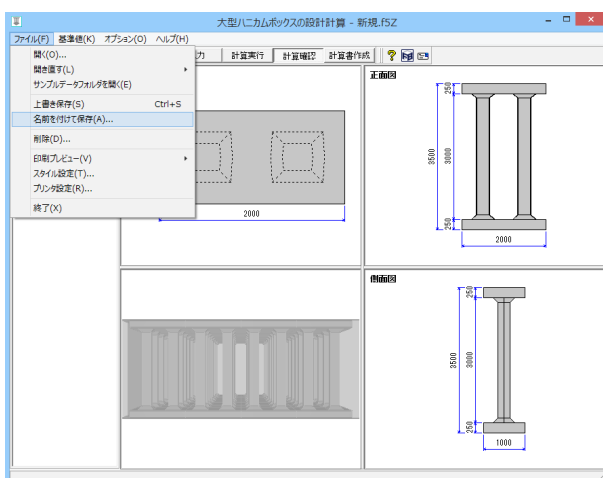 大型ハニカムボックスの設計計算 - 新規.f5Z
ファイル(F) 基準値(K) オプション(O) ヘルプ(H)
力 計算実行 計算確認 計算書作成
開く(O)...
開き直す(L)
サンプルデータフォルダを開く(E)
上書き保存(S) Ctrl+S
名前を付けて保存(A)...
削除(D)...
印刷プレビュー(V)
スタイル設定(T)...
プリンタ設定(R)...
終了(X)
2000
正面図
250
3500
3000
250
2000
側面図
250
3500
3000
250
1000